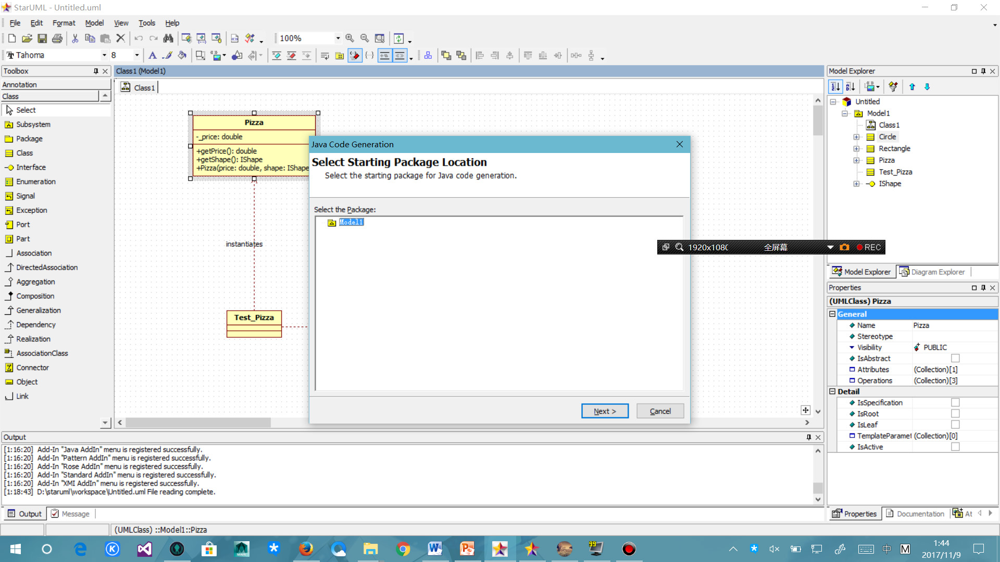 StarUML - Untitled.uml
File Edit Format Model View Tools Help
100%
Tahoma 8
Toolbox
Annotation
Class
Select
Subsystem
Package
Class
Interface
Enumeration
Signal
Exception
Port
Part
Association
DirectedAssociation
Aggregation
Composition
Generalization
Dependency
Realization
AssociationClass
Connector
Object
Link
Class1 (Model1)
Class1
Pizza
-_price: double
+getPrice(): double
+getShape(): IShape
+Pizza(price: double, shape: IShape
instantiates
Test_Pizza
Java Code Generation
Select Starting Package Location
Select the starting package for Java code generation.
Select the Package:
Model1
Next >
Cancel
1920x1080
全屏幕
REC
Model Explorer
Untitled
Model1
Class1
Circle
Rectangle
Pizza
Test_Pizza
IShape
Model Explorer
Diagram Explorer
Properties
(UMLClass) Pizza
General
Name Pizza
Stereotype
Visibility PUBLIC
IsAbstract
Attributes (Collection)[1]
Operations (Collection)[3]
Detail
IsSpecification
IsRoot
IsLeaf
TemplateParamet (Collection)[0]
IsActive
Properties
Documentation
At
Output
[1:16:20] Add-In "Java AddIn" menu is registered successfully.
[1:16:20] Add-In "Pattern AddIn" menu is registered successfully.
[1:16:20] Add-In "Rose AddIn" menu is registered successfully.
[1:16:20] Add-In "Standard AddIn" menu is registered successfully.
[1:16:20] Add-In "XMI AddIn" menu is registered successfully.
[1:18:43] D:\staruml\workspace\Untitled.uml File reading complete.
Output
Message
(UMLClass) ::Model1::Pizza
MAYA
99
中
M
1:44
2017/11/9